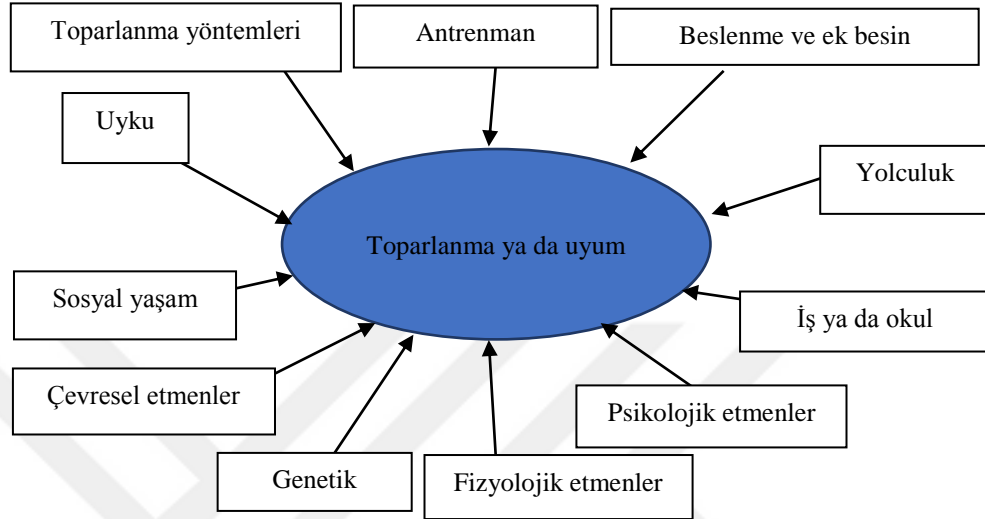 Toparlanma yöntemleri
Antrenman
Beslenme ve ek besin
Uyku
Yolculuk
Toparlanma ya da uyum
Sosyal yaşam
İş ya da okul
Çevresel etmenler
Psikolojik etmenler
Genetik
Fizyolojik etmenler